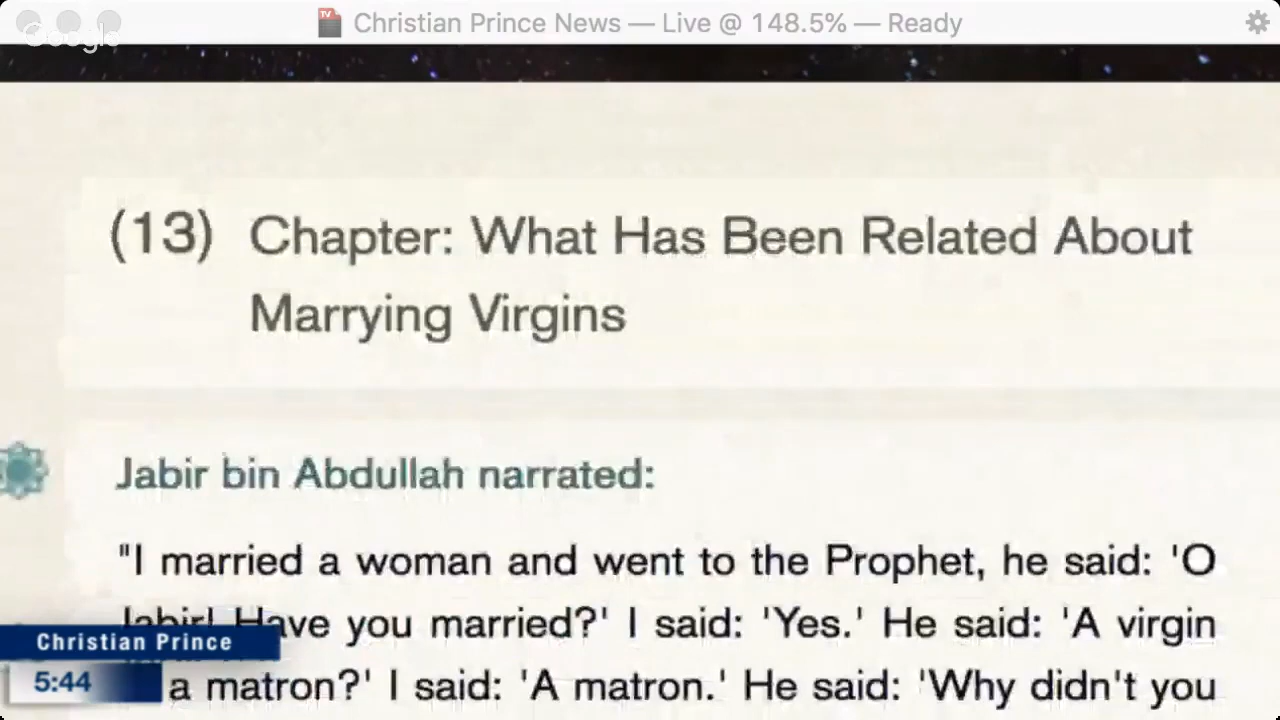 Christian Prince News — Live @ 148.5% — Ready
Google
(13) Chapter: What Has Been Related About
Marrying Virgins
Jabir bin Abdullah narrated:
"I married a woman and went to the Prophet, he said: 'O
Jabir! Have you married?' I said: 'Yes.' He said: 'A virgin
a matron?' I said: 'A matron.' He said: 'Why didn't you
Christian Prince
5:44